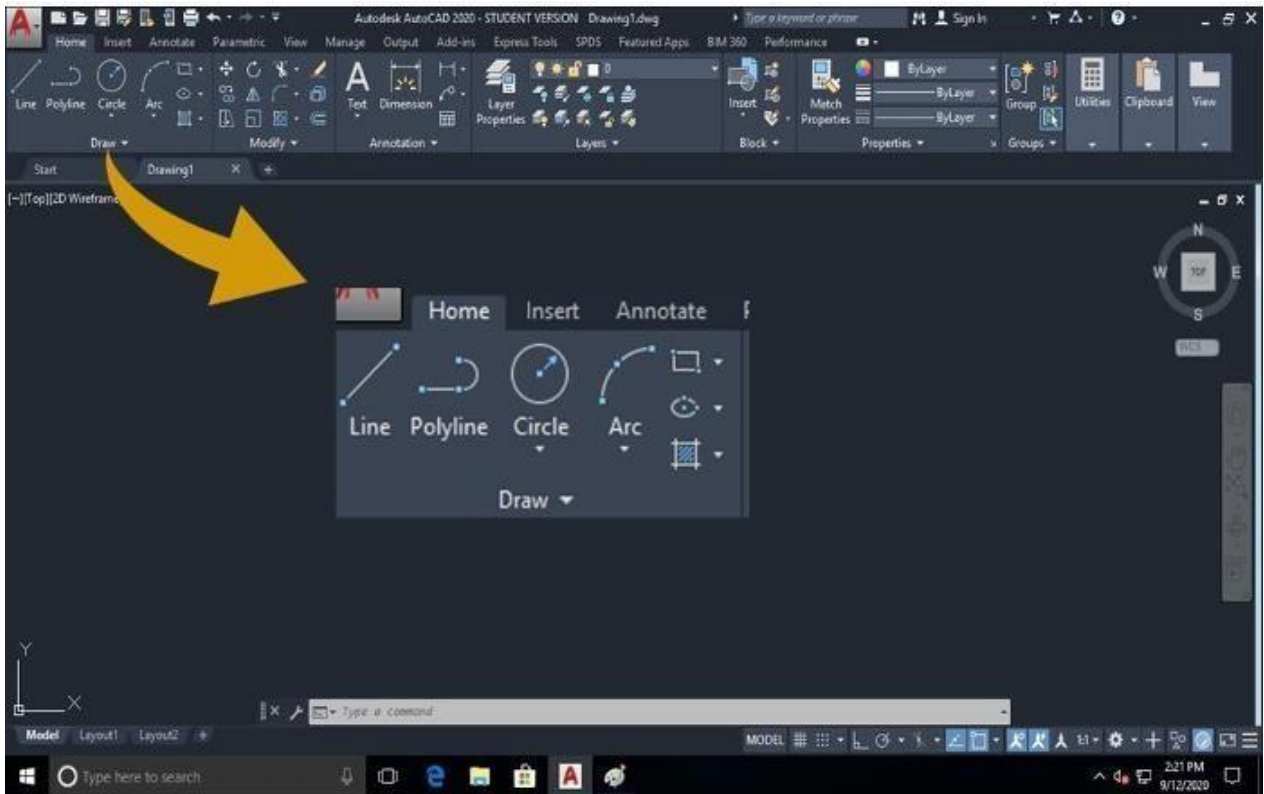 Autodesk AutoCAD 2020 - STUDENT VERSION Drawing1.dwg Type a keyword or phrase Sign In
Home Insert Annotate Parametric View Manage Output Add-ins Express Tools SPDS Featured Apps BIM 360 Performance
0 ByLayer
ByLayer
ByLayer
Line Polyline Circle Arc Text Dimension Layer Properties Insert Match Properties Group Utilities Clipboard View
Draw Modify Annotation Layers Block Properties Groups
Start Drawing1
[−][Top][2D Wireframe
N
W TOP E
S
WCS
Home Insert Annotate
Line Polyline Circle Arc
Draw
Y
X
Type a command
Model Layout1 Layout2 +
MODEL 1:1
Type here to search
2:21 PM
9/12/2020